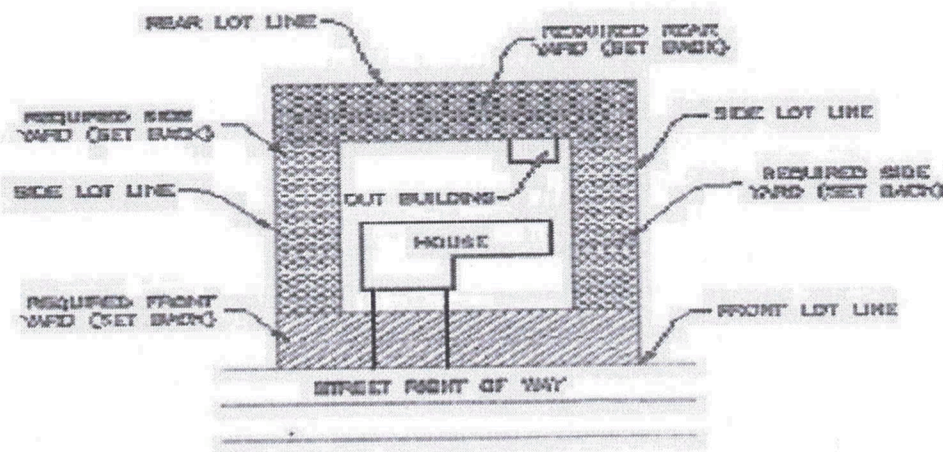 REAR LOT LINE
REQUIRED REAR
YARD (SET BACK)
REQUIRED SIDE
YARD (SET BACK)
SIDE LOT LINE
SIDE LOT LINE
REQUIRED SIDE
YARD (SET BACK)
OUT BUILDING
HOUSE
REQUIRED FRONT
YARD (SET BACK)
FRONT LOT LINE
STREET RIGHT OF WAY